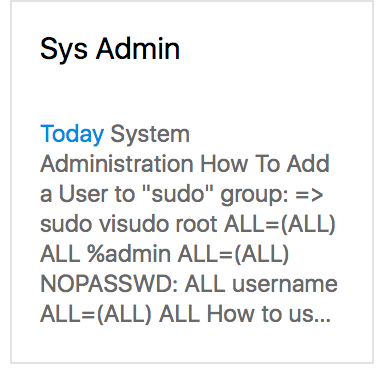 Sys Admin
Today System
Administration How To Add
a User to "sudo" group: =>
sudo visudo root ALL=(ALL)
ALL %admin ALL=(ALL)
NOPASSWD: ALL username
ALL=(ALL) ALL How to us...